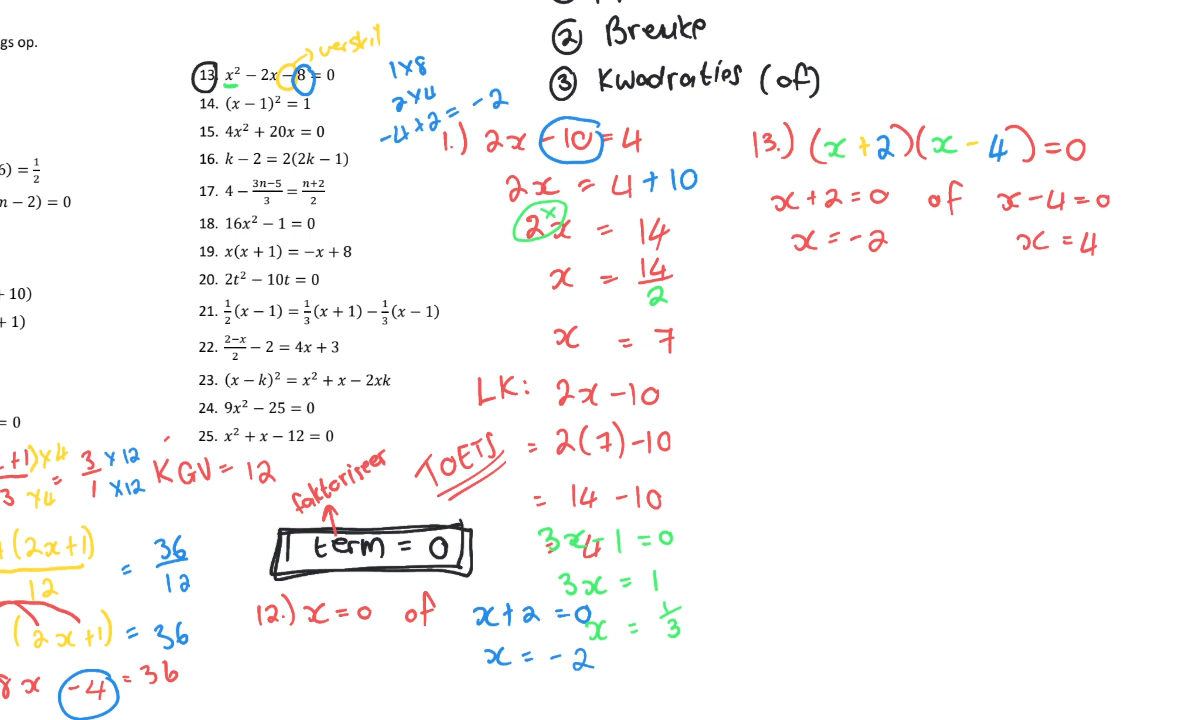 gs op.
6) = 1/2
n − 2) = 0
+ 10)
+ 1)
= 0
verskil
13. x² − 2x − 8 = 0
14. (x − 1)² = 1
15. 4x² + 20x = 0
16. k − 2 = 2(2k − 1)
17. 4 − (3n−5)/3 = (n+2)/2
18. 16x² − 1 = 0
19. x(x + 1) = −x + 8
20. 2t² − 10t = 0
21. 1/2(x − 1) = 1/3(x + 1) − 1/3(x − 1)
22. (2−x)/2 − 2 = 4x + 3
23. (x − k)² = x² + x − 2xk
24. 9x² − 25 = 0
25. x² + x − 12 = 0
1×8
2×4
-4+2 = -2
② Breuke
③ Kwadraties (of)
1.) 2x -10 = 4
2x = 4 + 10
2x x = 14
x = 14/2
x = 7
LK: 2x -10
= 2(7) -10
= 14 -10
= 4
TOETS
13.) (x+2)(x-4)=0
x+2=0 of x-4=0
x=-2 x=4
+1)×4 / 3 ×4 = 3 ×12 / 1 ×12 KGV = 12
(2x+1) / 12 = 36/12
(2x+1) = 36
8x -4 = 36
faktoriseer
1 term = 0
12.) x=0 of x+2=0
x = -2
3x-1=0
3x = 1
x = 1/3